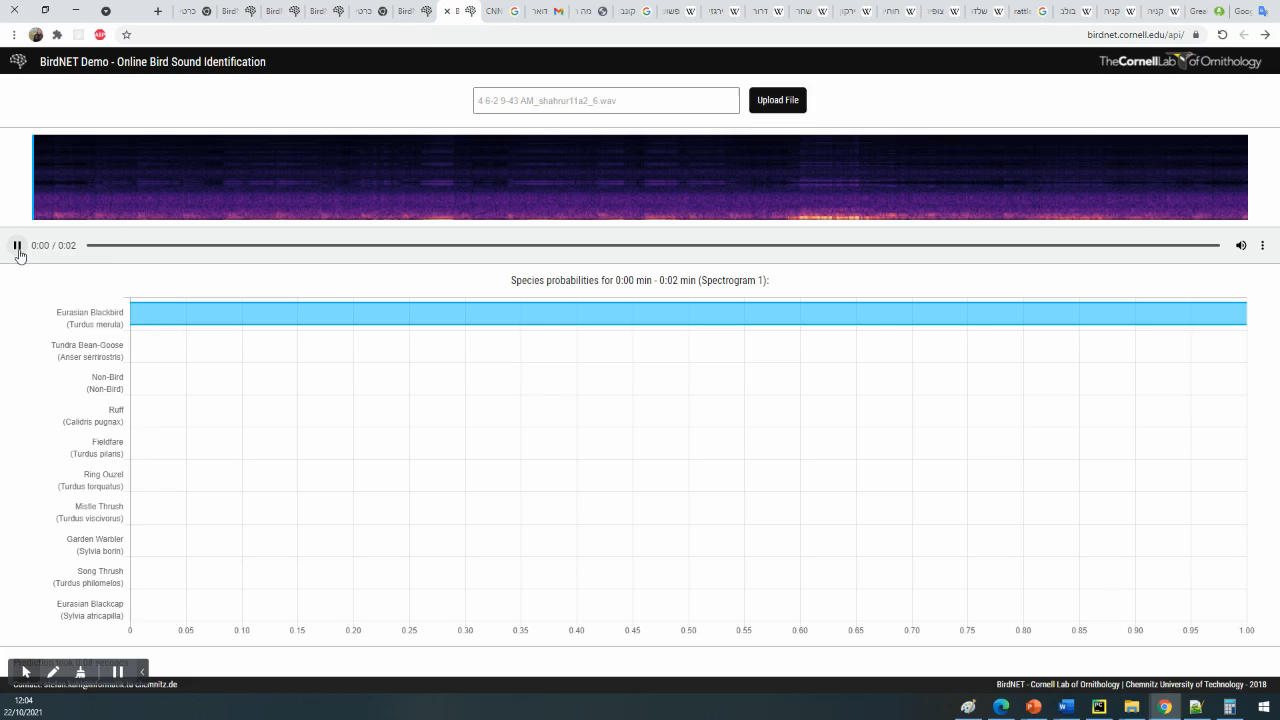 birdnet.cornell.edu/api/
BirdNET Demo - Online Bird Sound Identification
TheCornellLab of Ornithology
4 6-2 9-43 AM_shahrur11a2_6.wav
Upload File
0:00 / 0:02
Species probabilities for 0:00 min - 0:02 min (Spectrogram 1):
Eurasian Blackbird
(Turdus merula)
Tundra Bean-Goose
(Anser serrirostris)
Non-Bird
(Non-Bird)
Ruff
(Calidris pugnax)
Fieldfare
(Turdus pilaris)
Ring Ouzel
(Turdus torquatus)
Mistle Thrush
(Turdus viscivorus)
Garden Warbler
(Sylvia borin)
Song Thrush
(Turdus philomelos)
Eurasian Blackcap
(Sylvia atricapilla)
0 0.05 0.10 0.15 0.20 0.25 0.30 0.35 0.40 0.45 0.50 0.55 0.60 0.65 0.70 0.75 0.80 0.85 0.90 0.95 1.00
BirdNET - Cornell Lab of Ornithology | Chemnitz University of Technology - 2018
12:04
22/10/2021